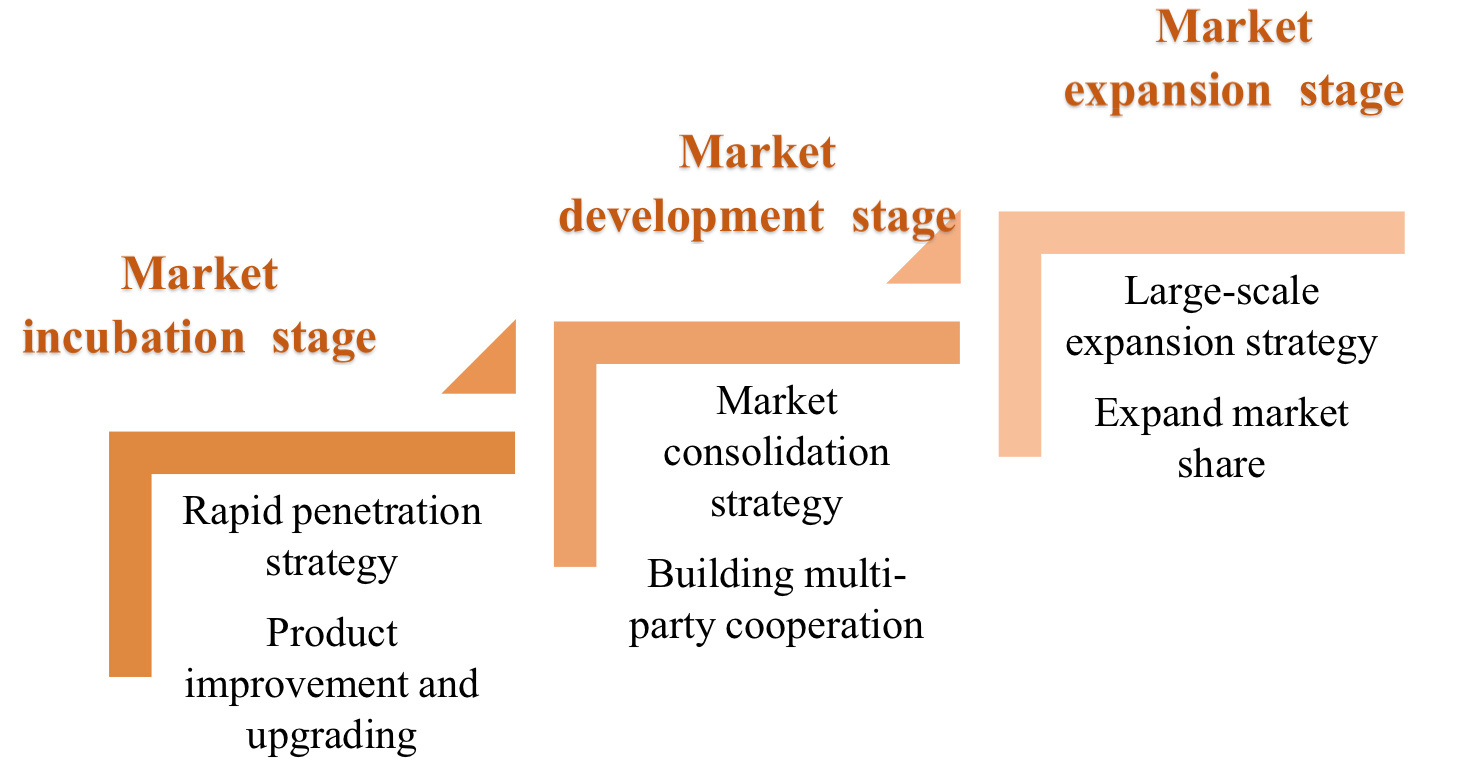 Market
incubation stage
Rapid penetration
strategy
Product
improvement and
upgrading
Market
development stage
Market
consolidation
strategy
Building multi-
party cooperation
Market
expansion stage
Large-scale
expansion strategy
Expand market
share